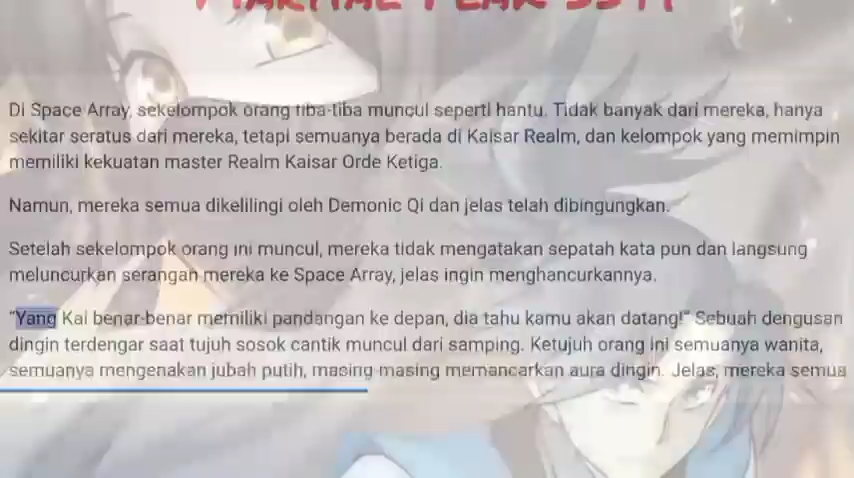 MARTIAL PEAK
Di Space Array, sekelompok orang tiba-tiba muncul seperti hantu. Tidak banyak dari mereka, hanya
sekitar seratus dari mereka, tetapi semuanya berada di Kaisar Realm, dan kelompok yang memimpin
memiliki kekuatan master Realm Kaisar Orde Ketiga.
Namun, mereka semua dikelilingi oleh Demonic Qi dan jelas telah dibingungkan.
Setelah sekelompok orang ini muncul, mereka tidak mengatakan sepatah kata pun dan langsung
meluncurkan serangan mereka ke Space Array, jelas ingin menghancurkannya.
“Yang Kai benar-benar memiliki pandangan ke depan, dia tahu kamu akan datang!” Sebuah dengusan
dingin terdengar saat tujuh sosok cantik muncul dari samping. Ketujuh orang ini semuanya wanita,
semuanya mengenakan jubah putih, masing-masing memancarkan aura dingin. Jelas, mereka semua